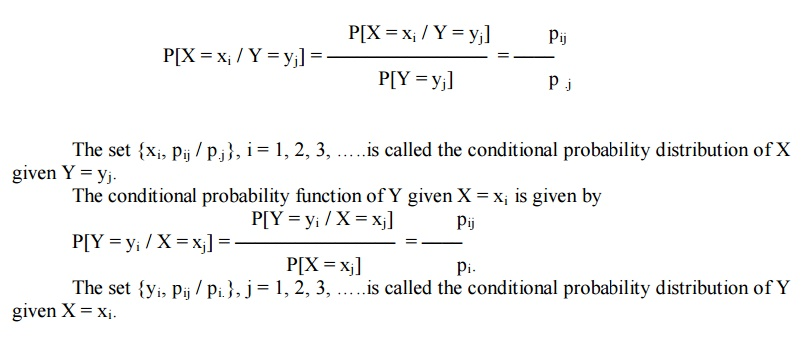 P[X = xᵢ / Y = yⱼ] pᵢⱼ
P[X = xᵢ / Y = yⱼ] = ———————— = ———
P[Y = yⱼ] p .ⱼ
The set {xᵢ, pᵢⱼ / p.ⱼ}, i = 1, 2, 3, …..is called the conditional probability distribution of X
given Y = yⱼ.
The conditional probability function of Y given X = xᵢ is given by
P[Y = yᵢ / X = xⱼ] pᵢⱼ
P[Y = yᵢ / X = xⱼ] = ———————— = ———
P[X = xⱼ] pᵢ.
The set {yᵢ, pᵢⱼ / pᵢ.}, j = 1, 2, 3, …..is called the conditional probability distribution of Y
given X = xᵢ.